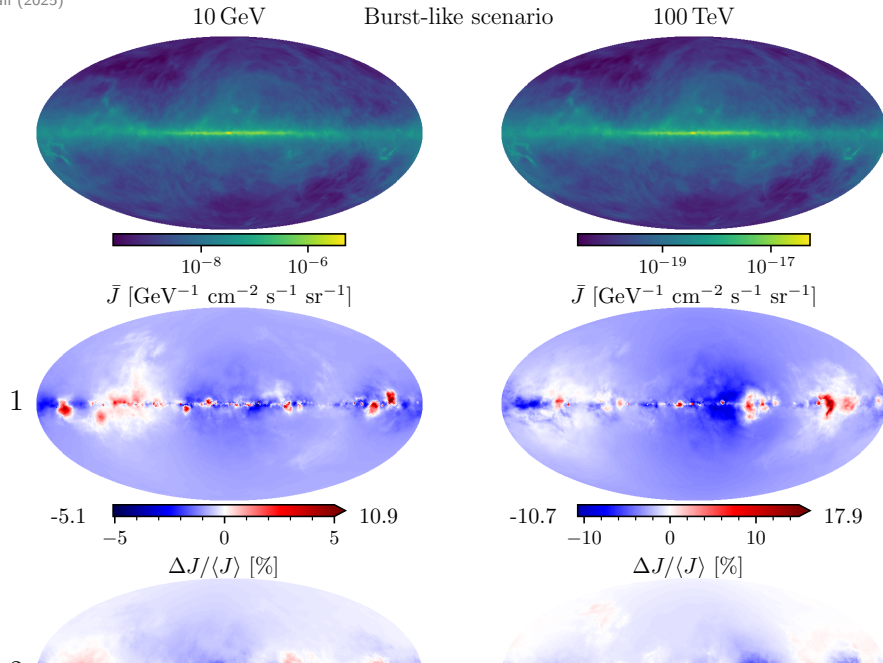 (2025)
10 GeV Burst-like scenario 100 TeV
10⁻⁸ 10⁻⁶ 10⁻¹⁹ 10⁻¹⁷
J̄ [GeV⁻¹ cm⁻² s⁻¹ sr⁻¹] J̄ [GeV⁻¹ cm⁻² s⁻¹ sr⁻¹]
1
-5.1 10.9 -10.7 17.9
−5 0 5 −10 0 10
ΔJ/⟨J⟩ [%] ΔJ/⟨J⟩ [%]